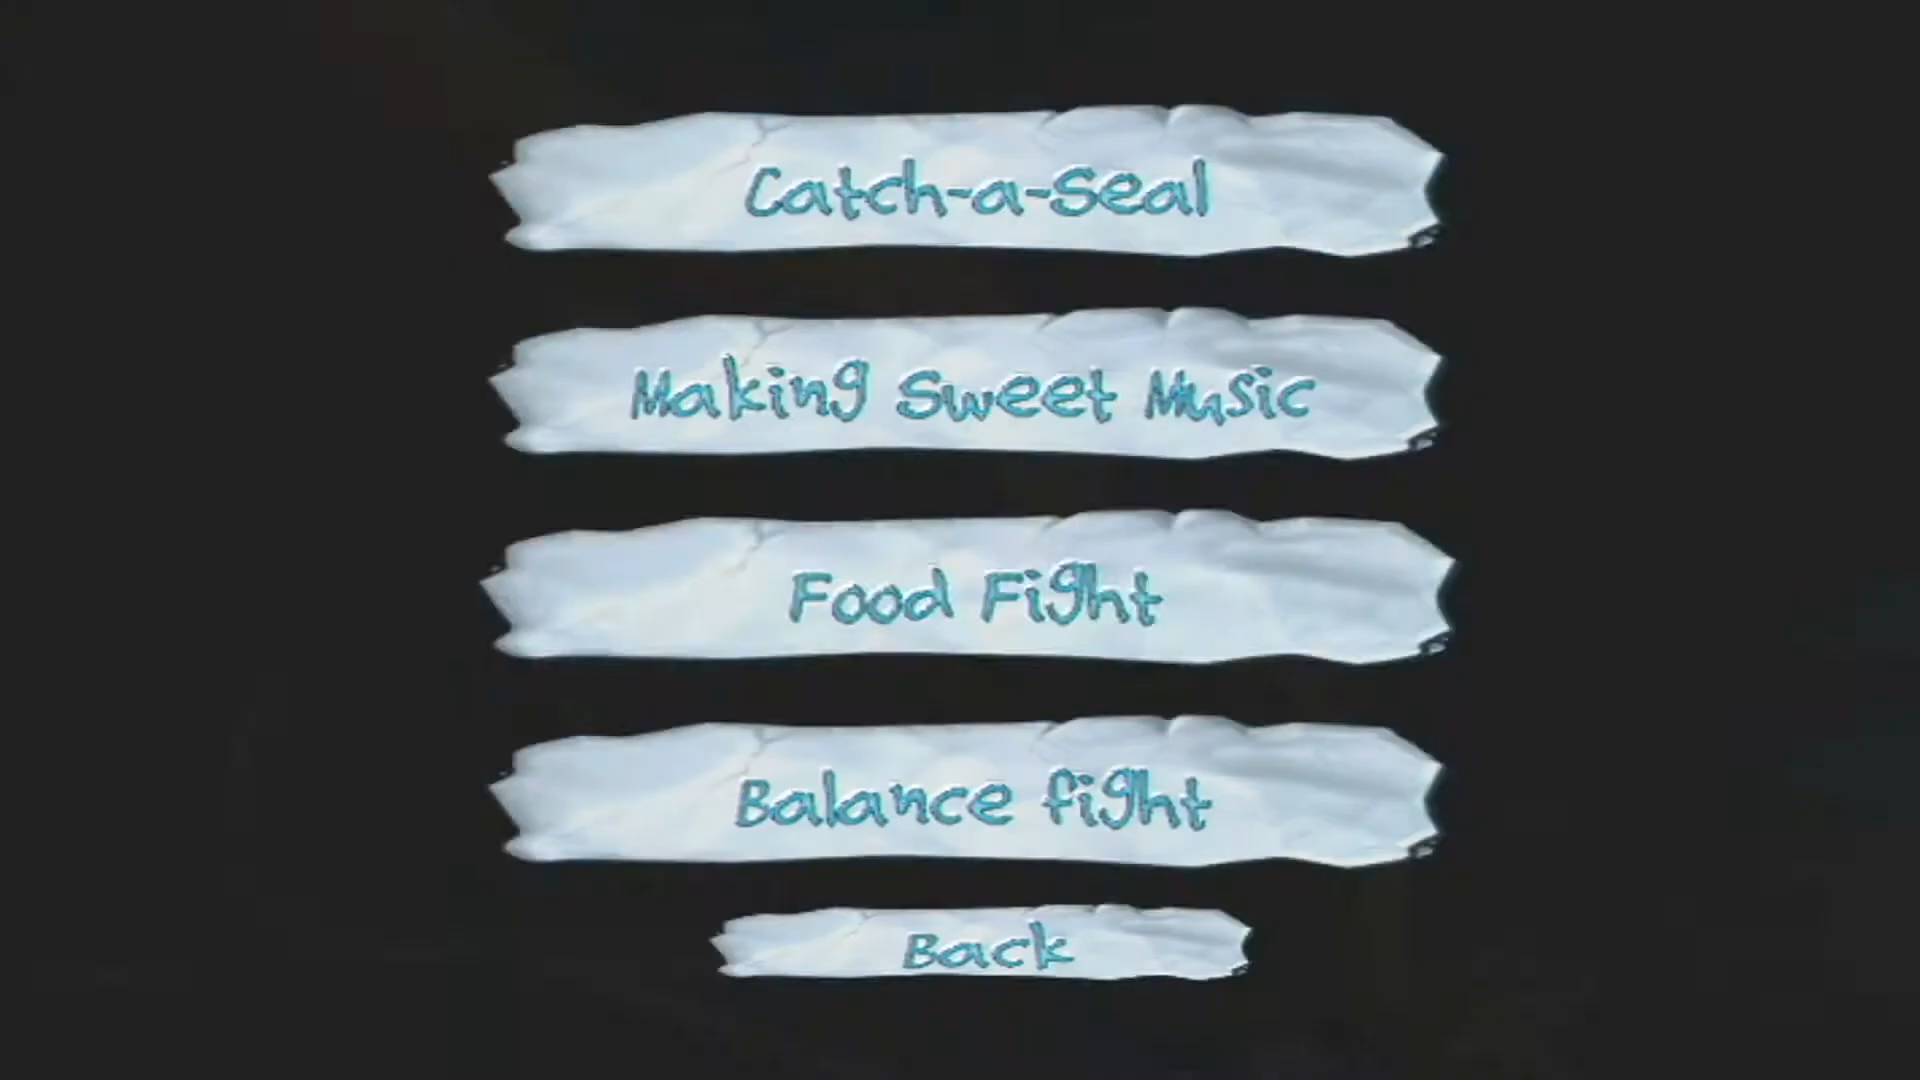 Catch-a-Seal
Making Sweet Music
Food Fight
Balance fight
Back